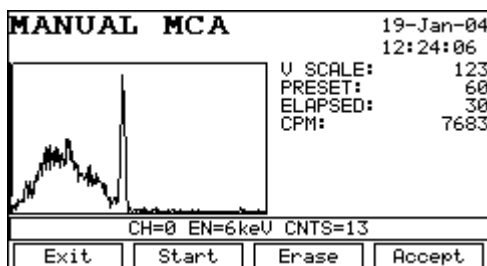 MANUAL MCA 19-Jan-04
12:24:06
V SCALE: 123
PRESET: 60
ELAPSED: 30
CPM: 7683
CH=0 EN=6keV CNTS=13
Exit Start Erase Accept